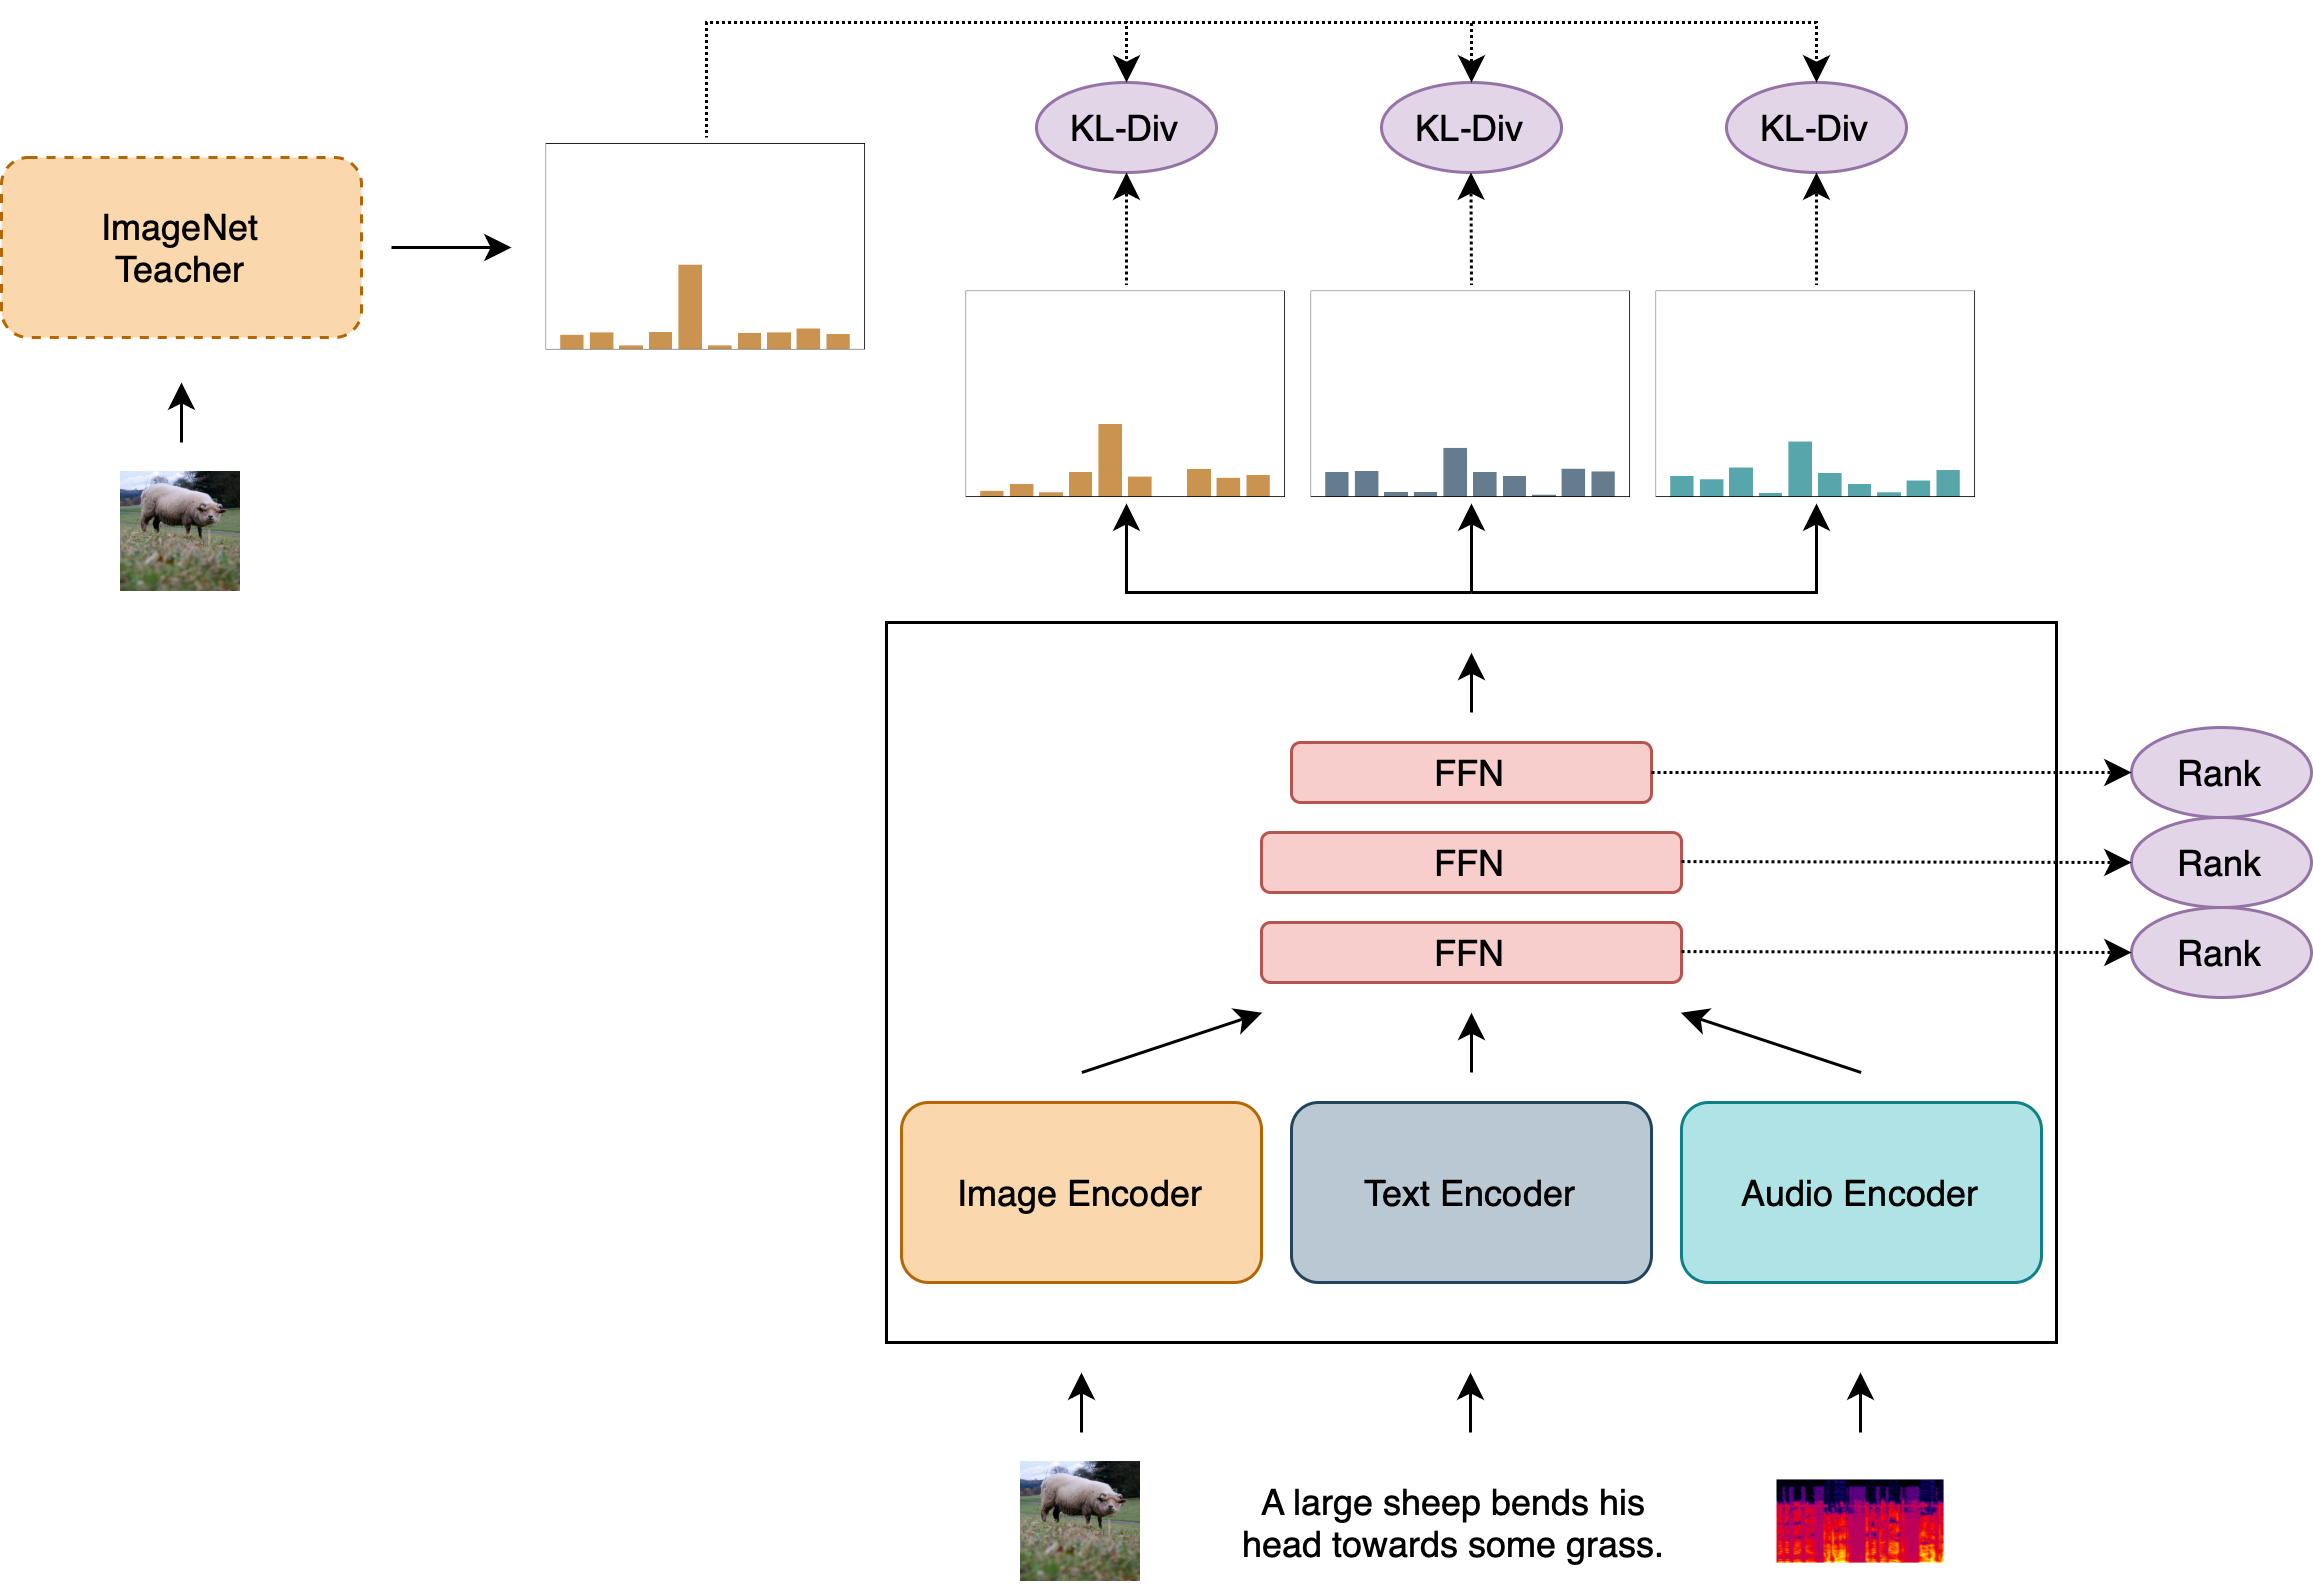 KL-Div
KL-Div
KL-Div
ImageNet
Teacher
FFN
Rank
FFN
Rank
FFN
Rank
Image Encoder
Text Encoder
Audio Encoder
A large sheep bends his
head towards some grass.